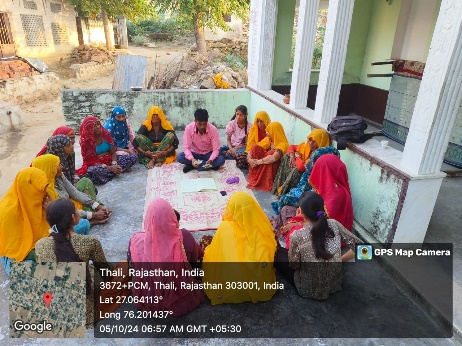 GPS Map Camera
Thali, Rajasthan, India
3672+PCM, Thali, Rajasthan 303001, India
Lat 27.064113°
Long 76.201437°
05/10/24 06:57 AM GMT +05:30
Google